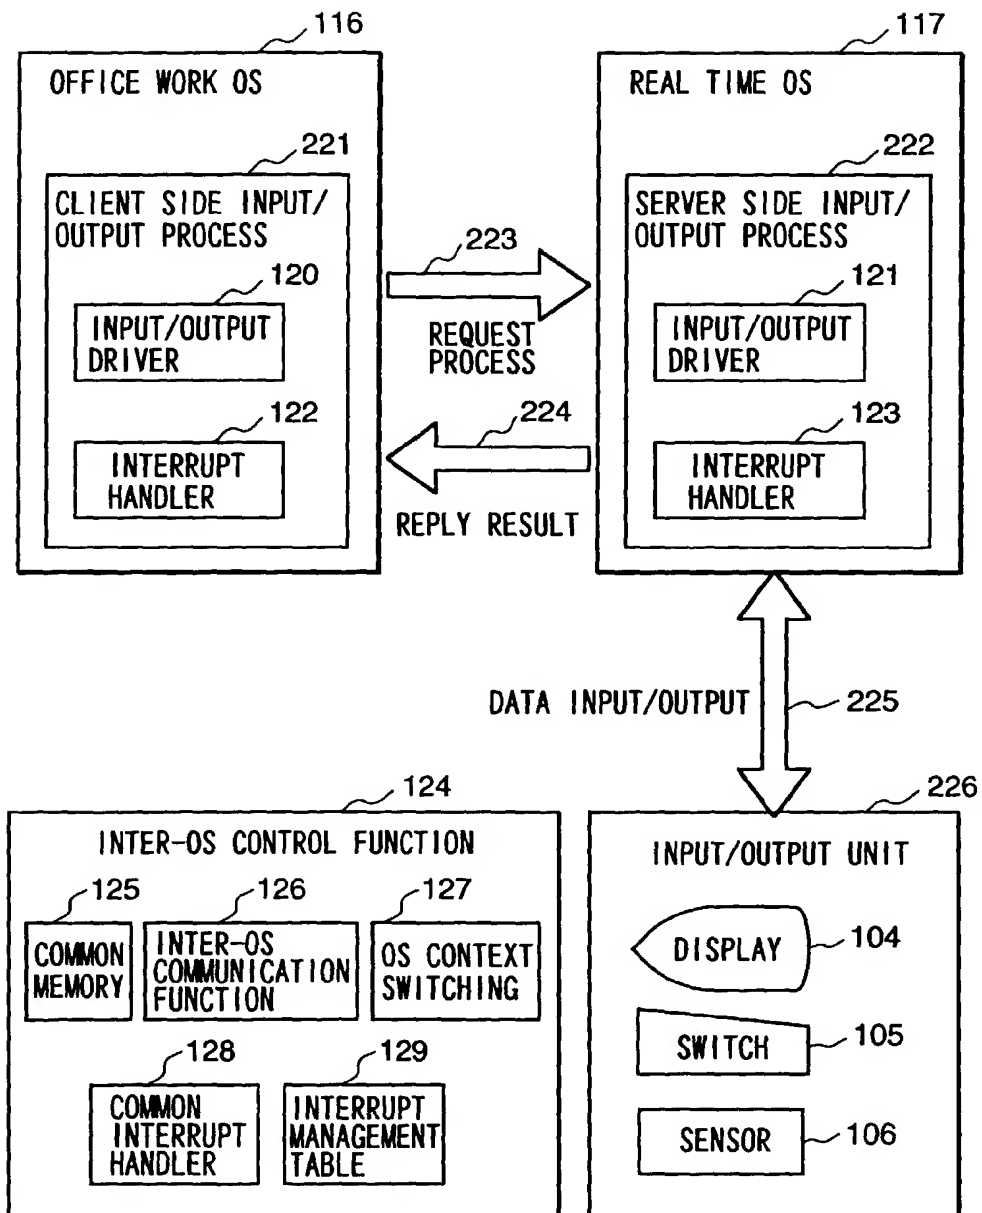 116
117
OFFICE WORK OS
REAL TIME OS
221
222
CLIENT SIDE INPUT/
OUTPUT PROCESS
SERVER SIDE INPUT/
OUTPUT PROCESS
223
120
121
INPUT/OUTPUT
DRIVER
REQUEST
PROCESS
INPUT/OUTPUT
DRIVER
122
224
123
INTERRUPT
HANDLER
INTERRUPT
HANDLER
REPLY RESULT
DATA INPUT/OUTPUT
225
124
226
INTER-OS CONTROL FUNCTION
INPUT/OUTPUT UNIT
125
126
127
COMMON
MEMORY
INTER-OS
COMMUNICATION
FUNCTION
OS CONTEXT
SWITCHING
DISPLAY
104
SWITCH
105
128
129
COMMON
INTERRUPT
HANDLER
INTERRUPT
MANAGEMENT
TABLE
SENSOR
106